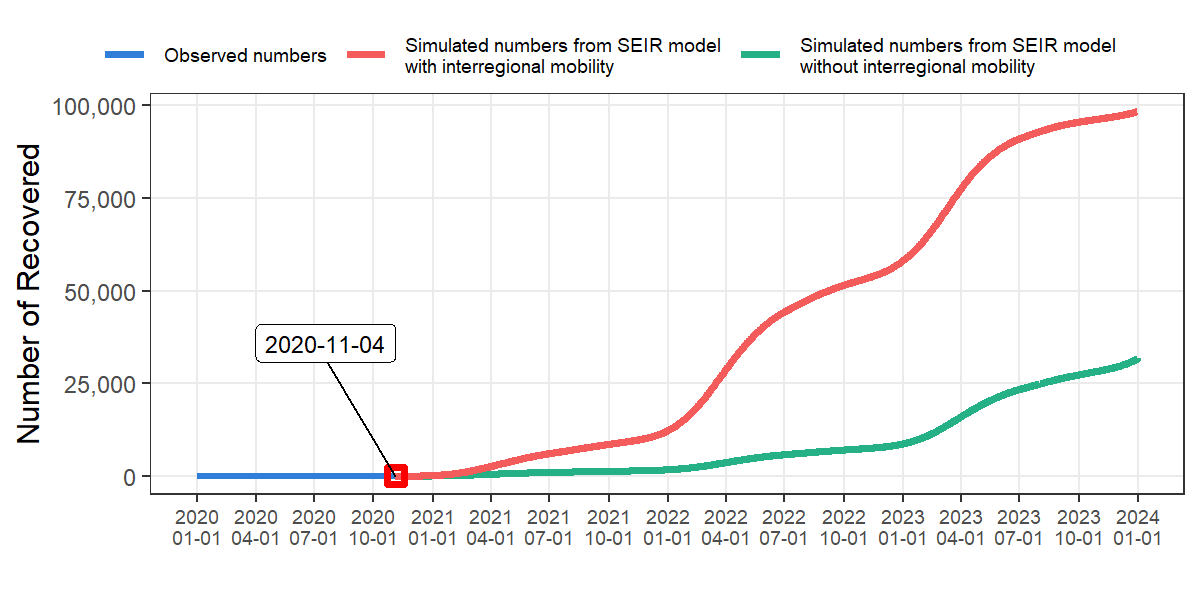 Observed numbers
Simulated numbers from SEIR model
with interregional mobility
Simulated numbers from SEIR model
without interregional mobility
Number of Recovered
100,000
75,000
50,000
25,000
0
2020-11-04
2020 2020 2020 2020 2021 2021 2021 2021 2022 2022 2022 2022 2023 2023 2023 2023 2024
01-01 04-01 07-01 10-01 01-01 04-01 07-01 10-01 01-01 04-01 07-01 10-01 01-01 04-01 07-01 10-01 01-01